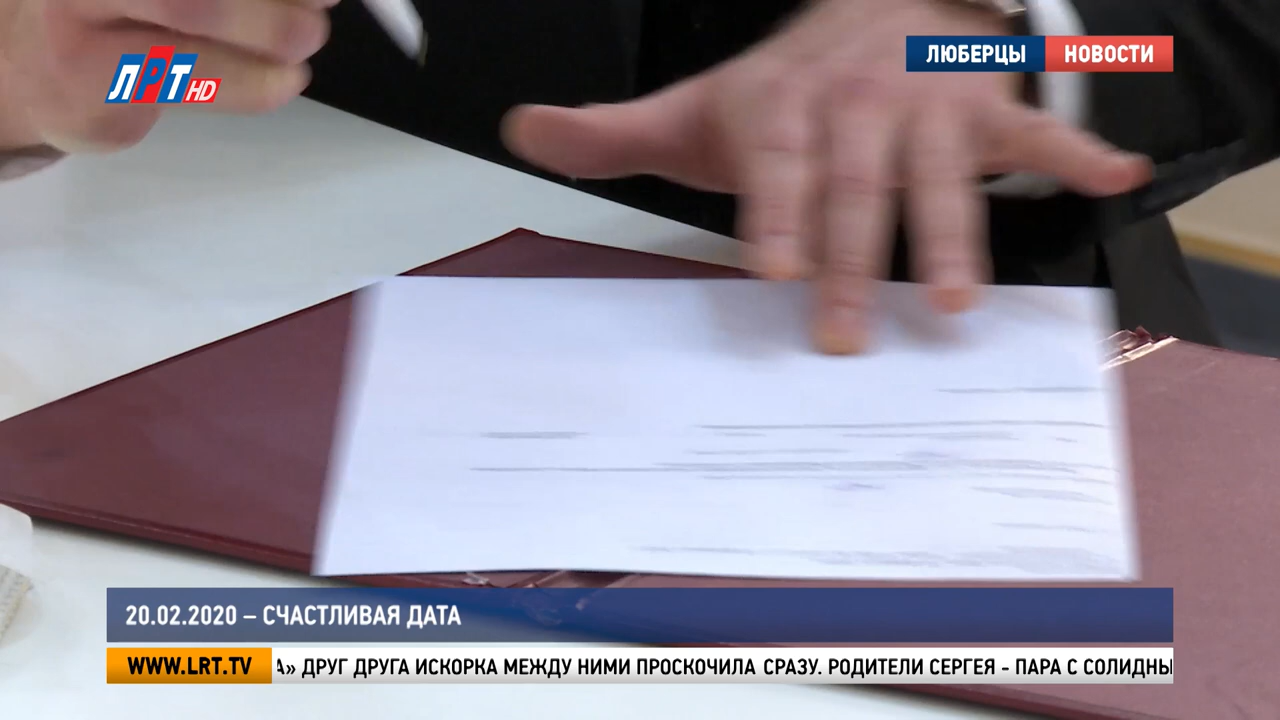 ЛРТ HD
ЛЮБЕРЦЫ НОВОСТИ
20.02.2020 – СЧАСТЛИВАЯ ДАТА
WWW.LRT.TV А» ДРУГ ДРУГА ИСКОРКА МЕЖДУ НИМИ ПРОСКОЧИЛА СРАЗУ. РОДИТЕЛИ СЕРГЕЯ - ПАРА С СОЛИДНЫ